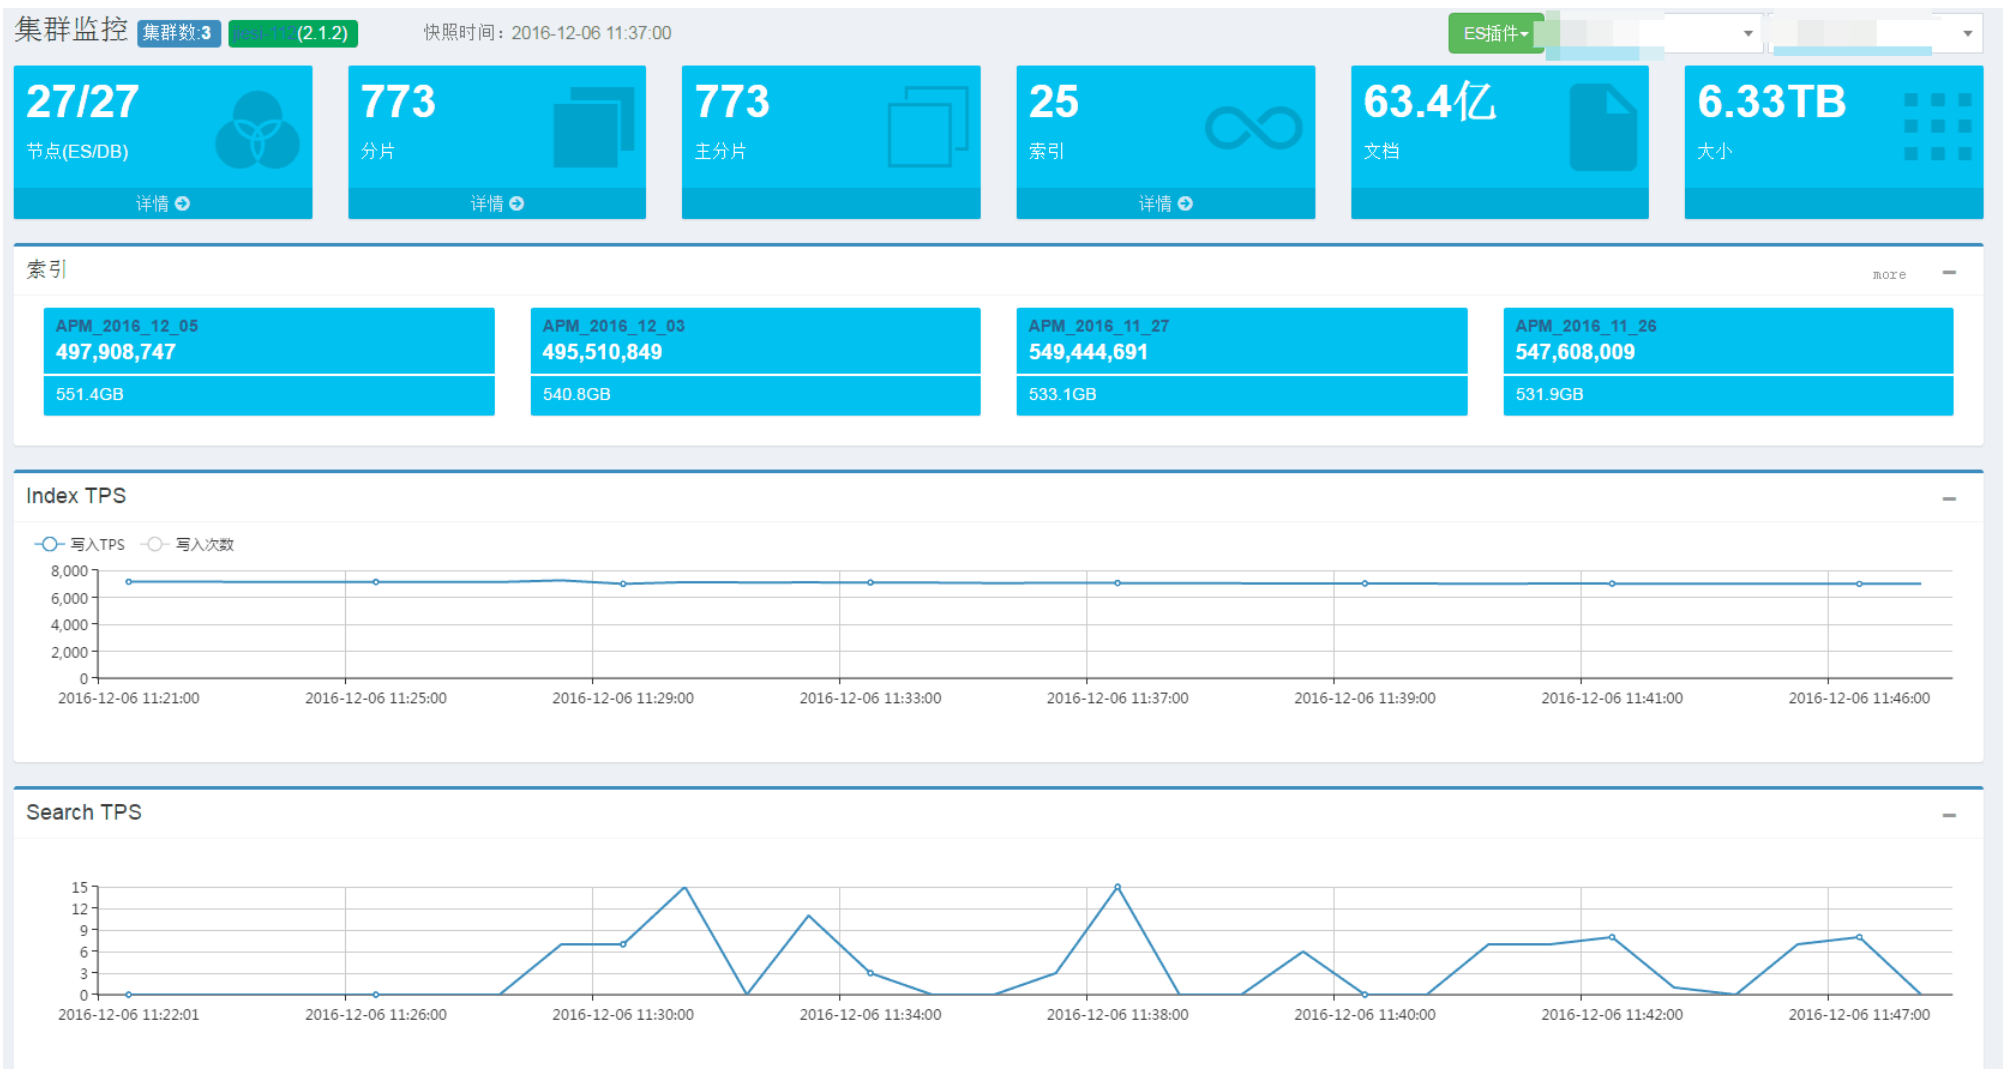 集群监控 集群数:3 (2.1.2) 快照时间：2016-12-06 11:37:00 ES插件
27/27 773 773 25 63.4亿 6.33TB
节点(ES/DB) 分片 主分片 索引 文档 大小
详情 详情 详情
索引 more
APM_2016_12_05 APM_2016_12_03 APM_2016_11_27 APM_2016_11_26
497,908,747 495,510,849 549,444,691 547,608,009
551.4GB 540.8GB 533.1GB 531.9GB
Index TPS
写入TPS 写入次数
8,000
6,000
4,000
2,000
0
2016-12-06 11:21:00 2016-12-06 11:25:00 2016-12-06 11:29:00 2016-12-06 11:33:00 2016-12-06 11:37:00 2016-12-06 11:39:00 2016-12-06 11:41:00 2016-12-06 11:46:00
Search TPS
15
12
9
6
3
0
2016-12-06 11:22:01 2016-12-06 11:26:00 2016-12-06 11:30:00 2016-12-06 11:34:00 2016-12-06 11:38:00 2016-12-06 11:40:00 2016-12-06 11:42:00 2016-12-06 11:47:00